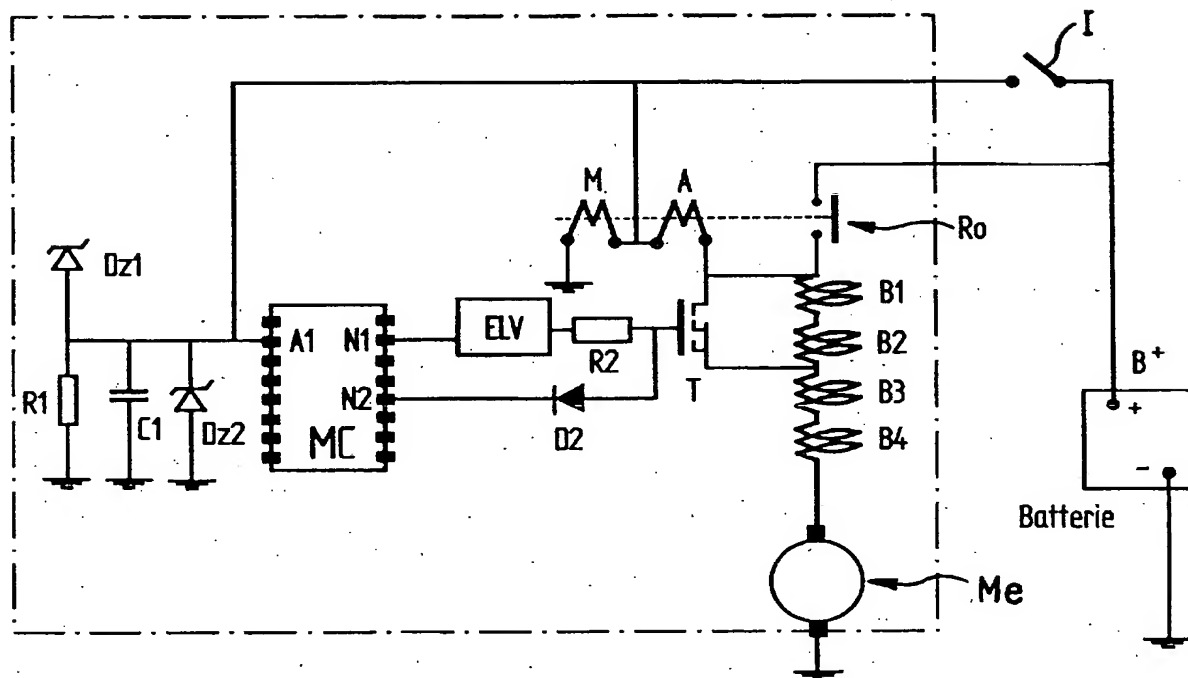 I
M
A
Ro
Dz1
B1
ELV
A1
N1
B2
R2
B+
R1
N2
T
B3
+
C1
Dz2
D2
MC
B4
-
Batterie
Me